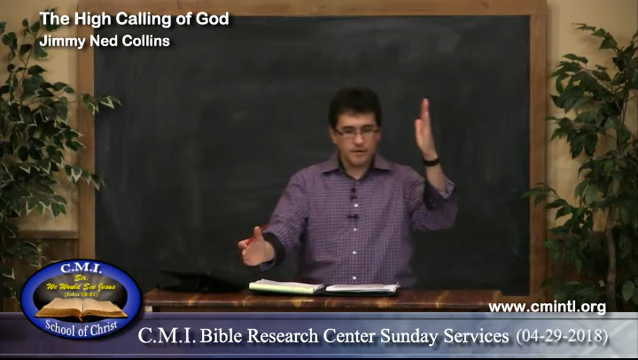 The High Calling of God
Jimmy Ned Collins
C.M.I.
Sir,
We Would See Jesus
(John 12:21)
School of Christ
www.cmintl.org
C.M.I. Bible Research Center Sunday Services (04-29-2018)